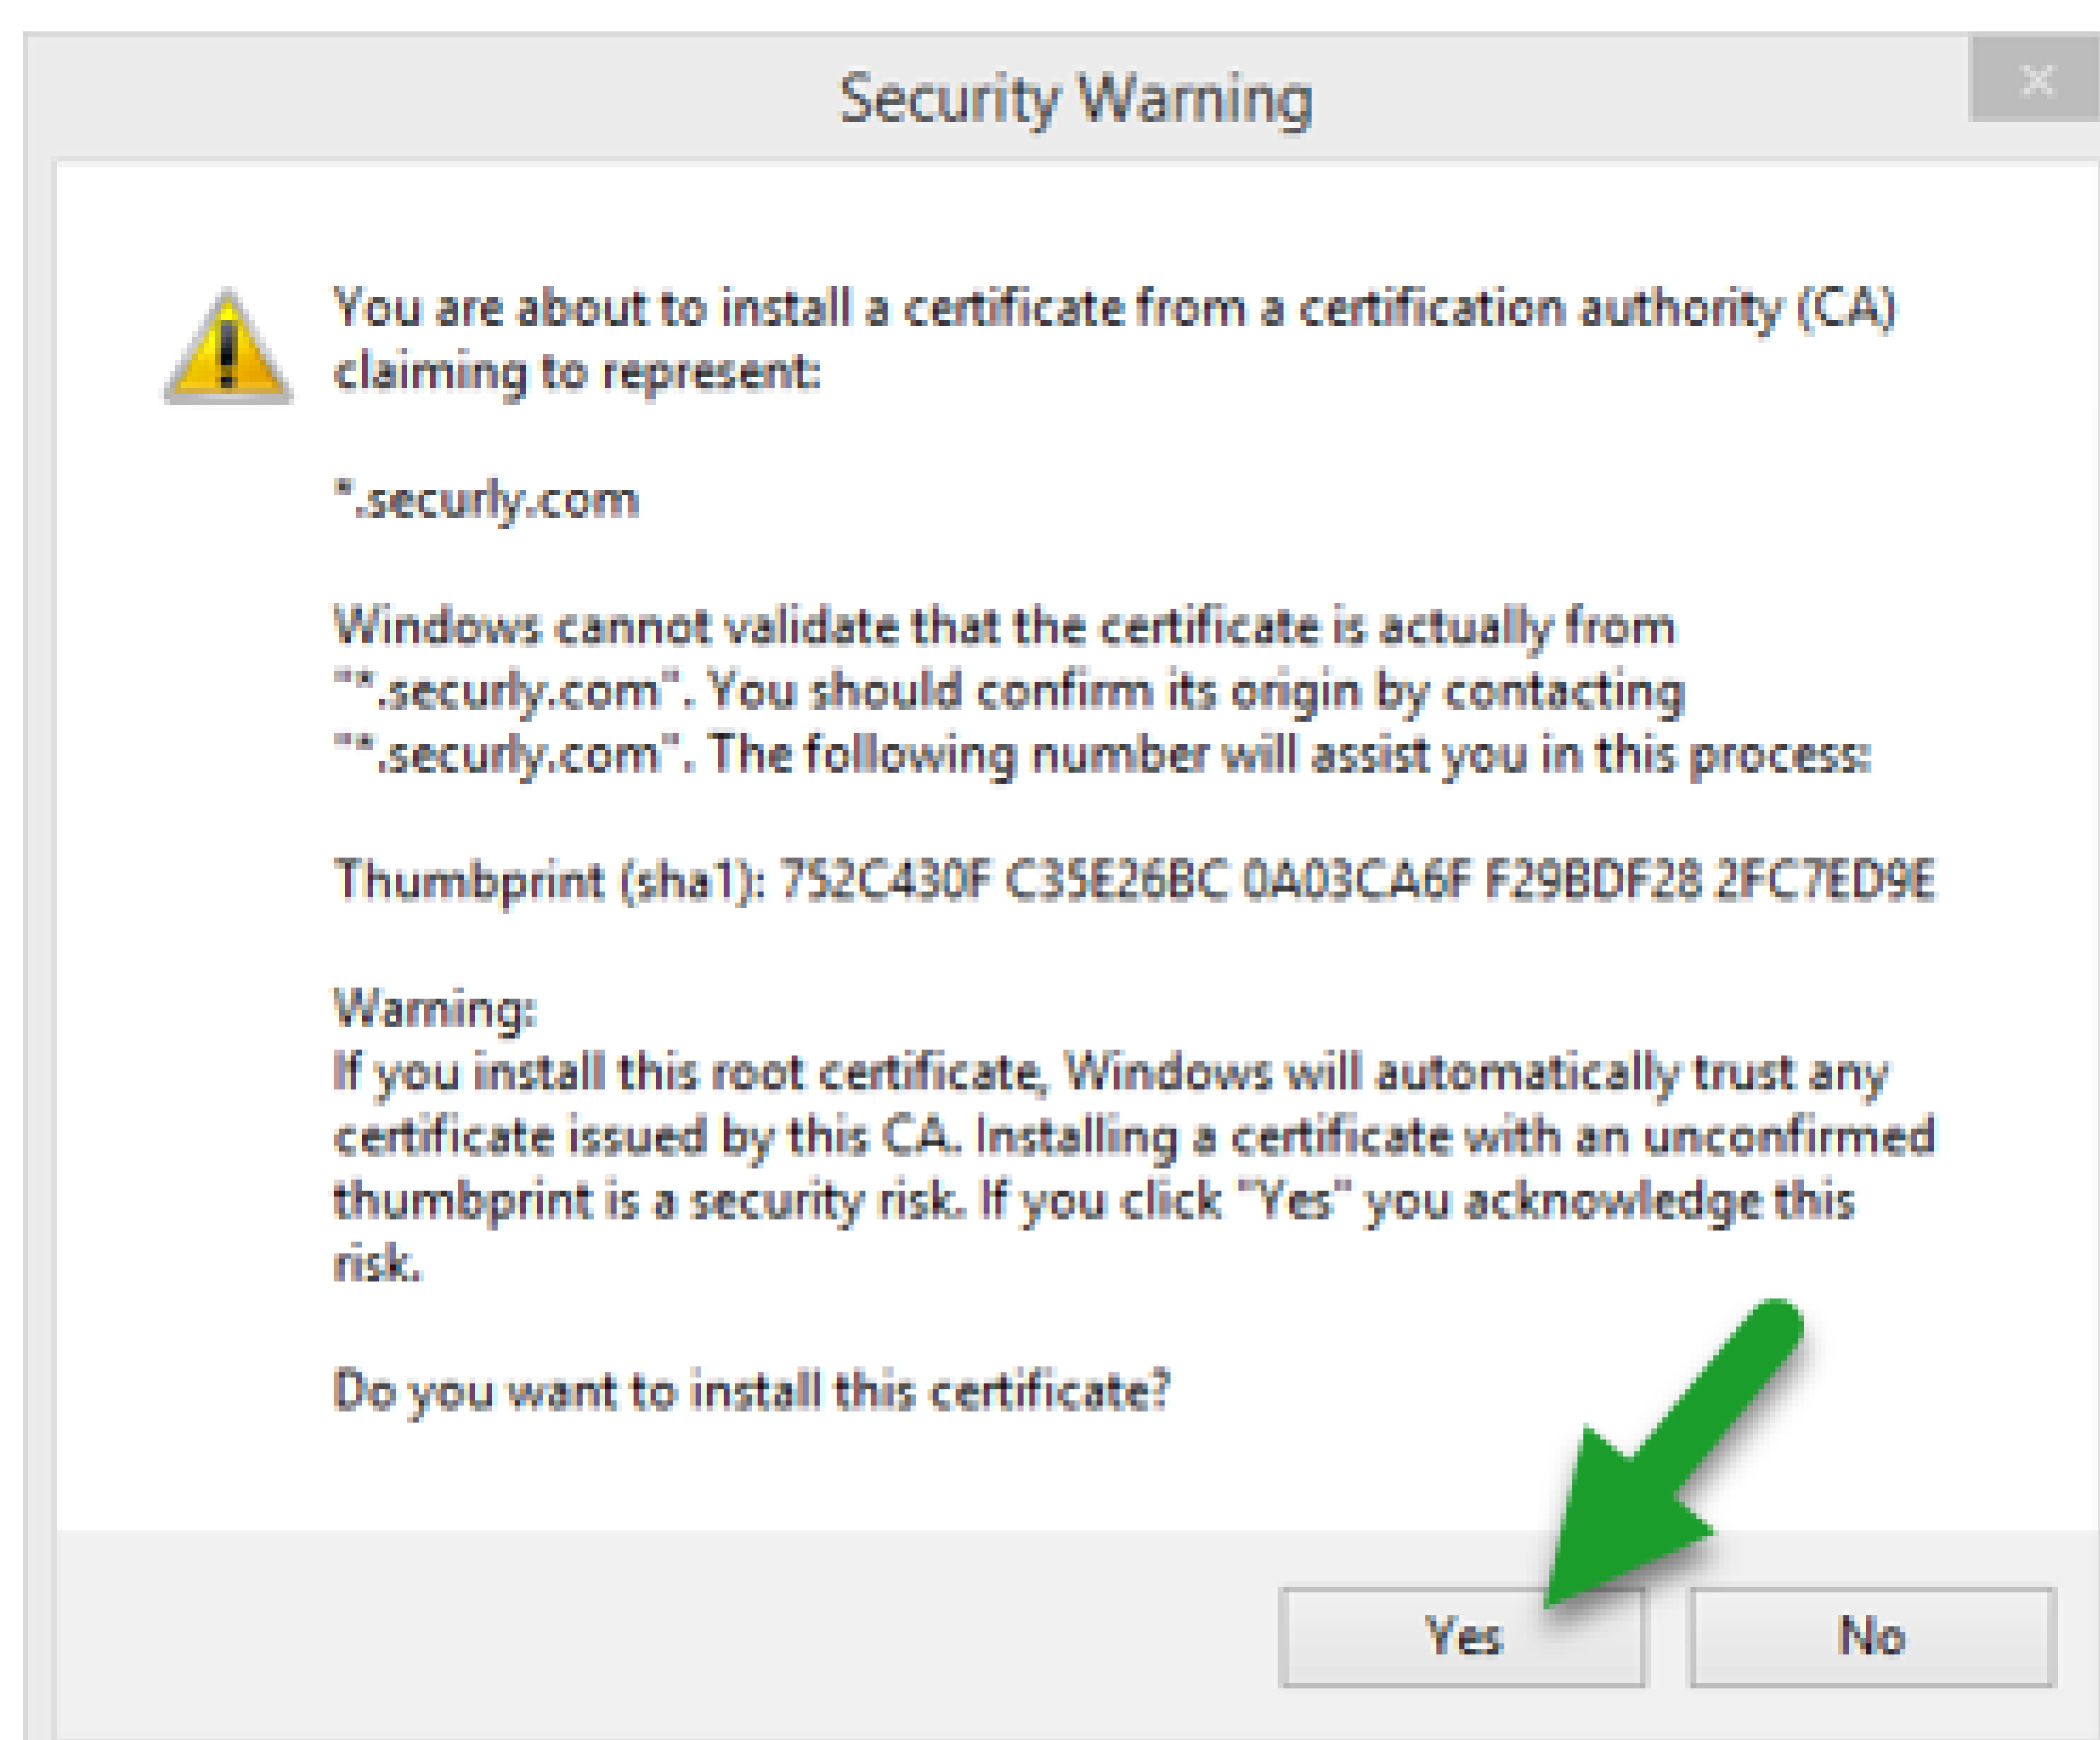 Security Warning
You are about to install a certificate from a certification authority (CA)
claiming to represent:
*.securly.com
Windows cannot validate that the certificate is actually from
"*.securly.com". You should confirm its origin by contacting
"*.securly.com". The following number will assist you in this process:
Thumbprint (sha1): 752C430F C35E26BC 0A03CA6F F29BDF28 2FC7ED9E
Warning:
If you install this root certificate, Windows will automatically trust any
certificate issued by this CA. Installing a certificate with an unconfirmed
thumbprint is a security risk. If you click "Yes" you acknowledge this
risk.
Do you want to install this certificate?
Yes No